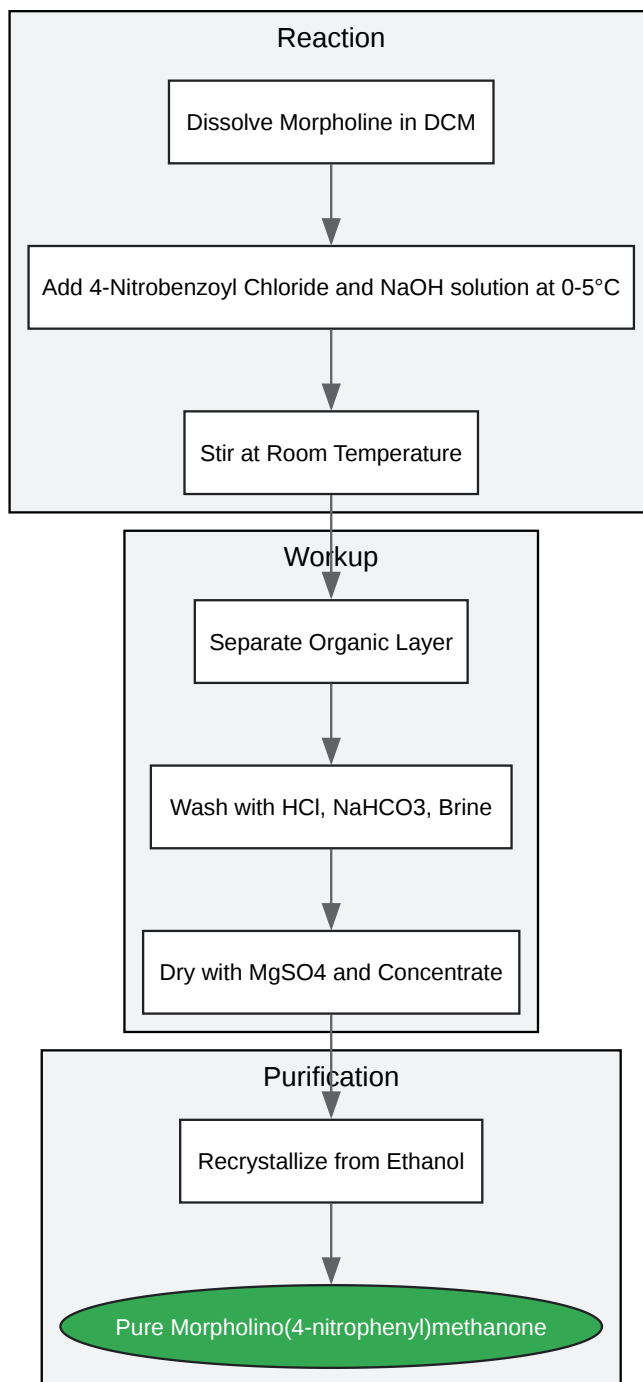 Reaction
Dissolve Morpholine in DCM
Add 4-Nitrobenzoyl Chloride and NaOH solution at 0-5°C
Stir at Room Temperature
Workup
Separate Organic Layer
Wash with HCl, NaHCO3, Brine
Dry with MgSO4 and Concentrate
Purification
Recrystallize from Ethanol
Pure Morpholino(4-nitrophenyl)methanone